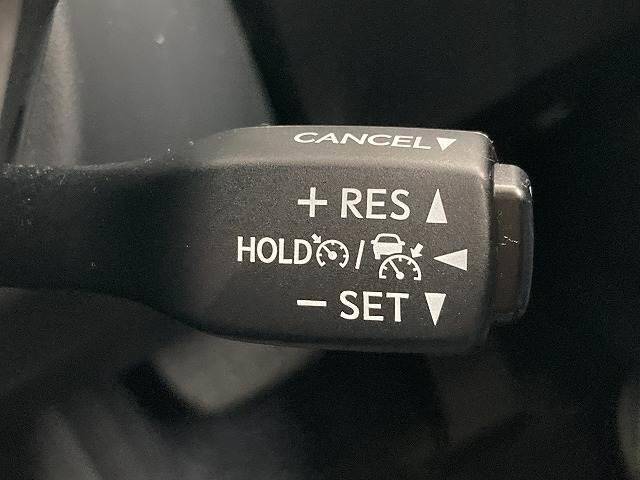 CANCEL
+ RES
HOLD /
- SET